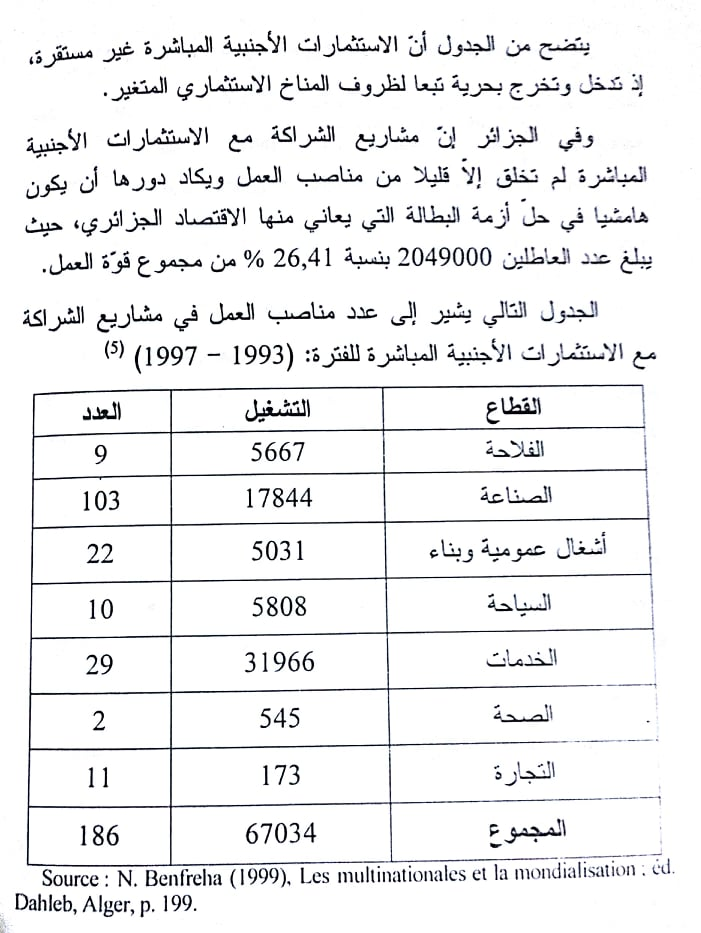 يتضح من الجدول أنّ الاستثمارات الأجنبية المباشرة غير مستقرة،
إذ تدخل وتخرج بحرية تبعا لظروف المناخ الاستثماري المتغير.
وفي الجزائر إنّ مشاريع الشراكة مع الاستثمارات الأجنبية
المباشرة لم تخلق إلاّ قليلا من مناصب العمل ويكاد دورها أن يكون
هامشيا في حلّ أزمة البطالة التي يعاني منها الاقتصاد الجزائري، حيث
يبلغ عدد العاطلين 2049000 بنسبة 26,41 % من مجموع قوّة العمل.
الجدول التالي يشير إلى عدد مناصب العمل في مشاريع الشراكة
مع الاستثمارات الأجنبية المباشرة للفترة: (1993 – 1997) (5)
القطاع التشغيل العدد
الفلاحة 5667 9
الصناعة 17844 103
أشغال عمومية وبناء 5031 22
السياحة 5808 10
الخدمات 31966 29
الصحة 545 2
التجارة 173 11
المجموع 67034 186
Source : N. Benfreha (1999), Les multinationales et la mondialisation ; éd.
Dahleb, Alger, p. 199.